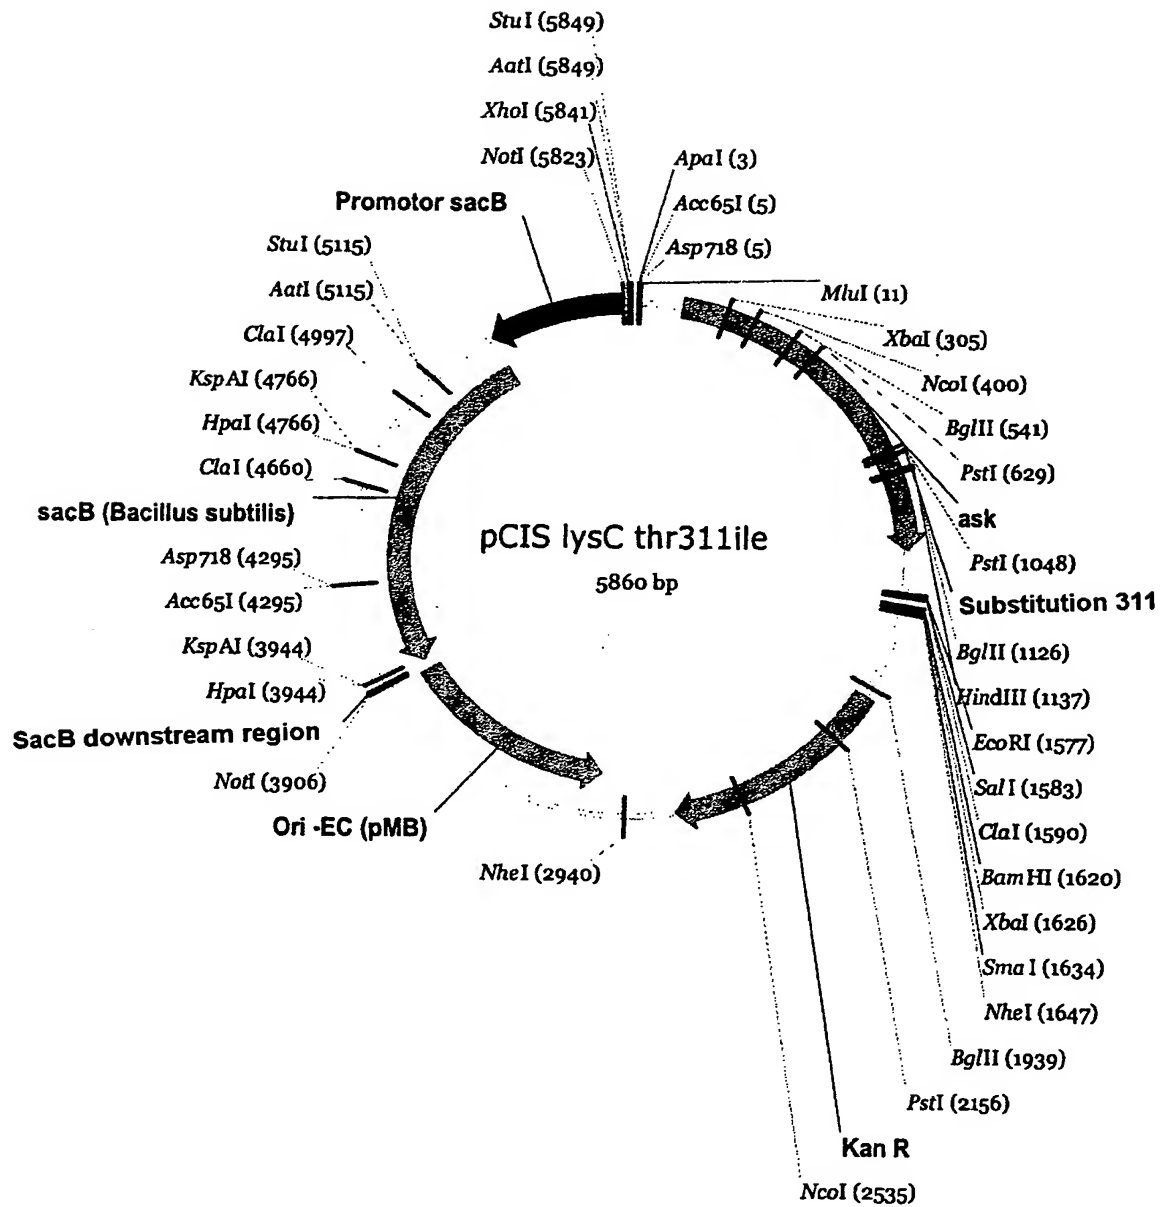 StuI (5849)
AatI (5849)
XhoI (5841)
NotI (5823)
ApaI (3)
Acc65I (5)
Asp718 (5)
MluI (11)
Promotor sacB
StuI (5115)
AatI (5115)
ClaI (4997)
KspAI (4766)
HpaI (4766)
ClaI (4660)
sacB (Bacillus subtilis)
Asp718 (4295)
Acc65I (4295)
KspAI (3944)
HpaI (3944)
SacB downstream region
NotI (3906)
Ori -EC (pMB)
NheI (2940)
pCIS lysC thr311ile
5860 bp
XbaI (305)
NcoI (400)
BglII (541)
PstI (629)
ask
PstI (1048)
Substitution 311
BglII (1126)
HindIII (1137)
EcoRI (1577)
SalI (1583)
ClaI (1590)
BamHI (1620)
XbaI (1626)
SmaI (1634)
NheI (1647)
BglII (1939)
PstI (2156)
Kan R
NcoI (2535)